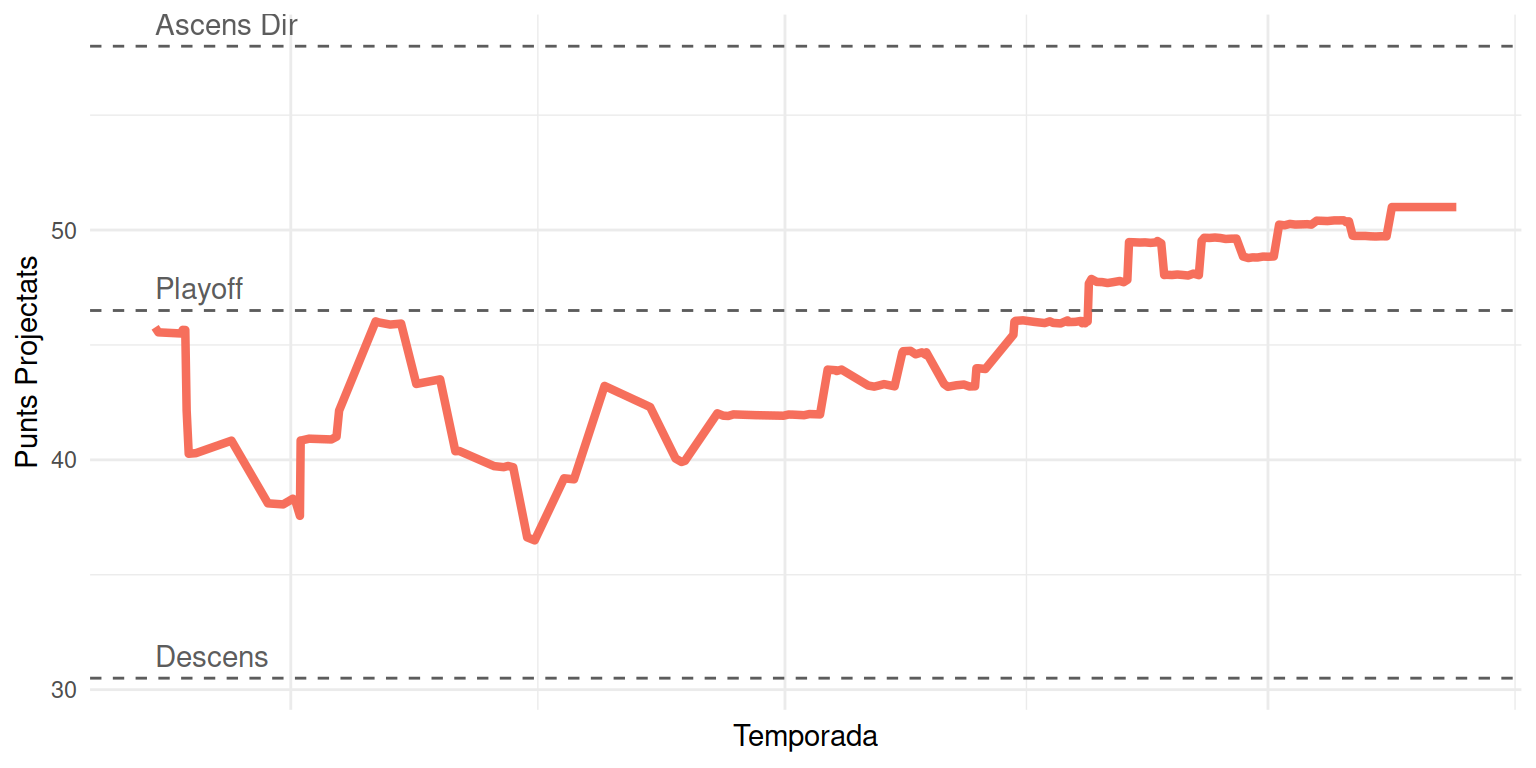 Ascens Dir
50
Playoff
40
Descens
30
Punts Projectats
Temporada